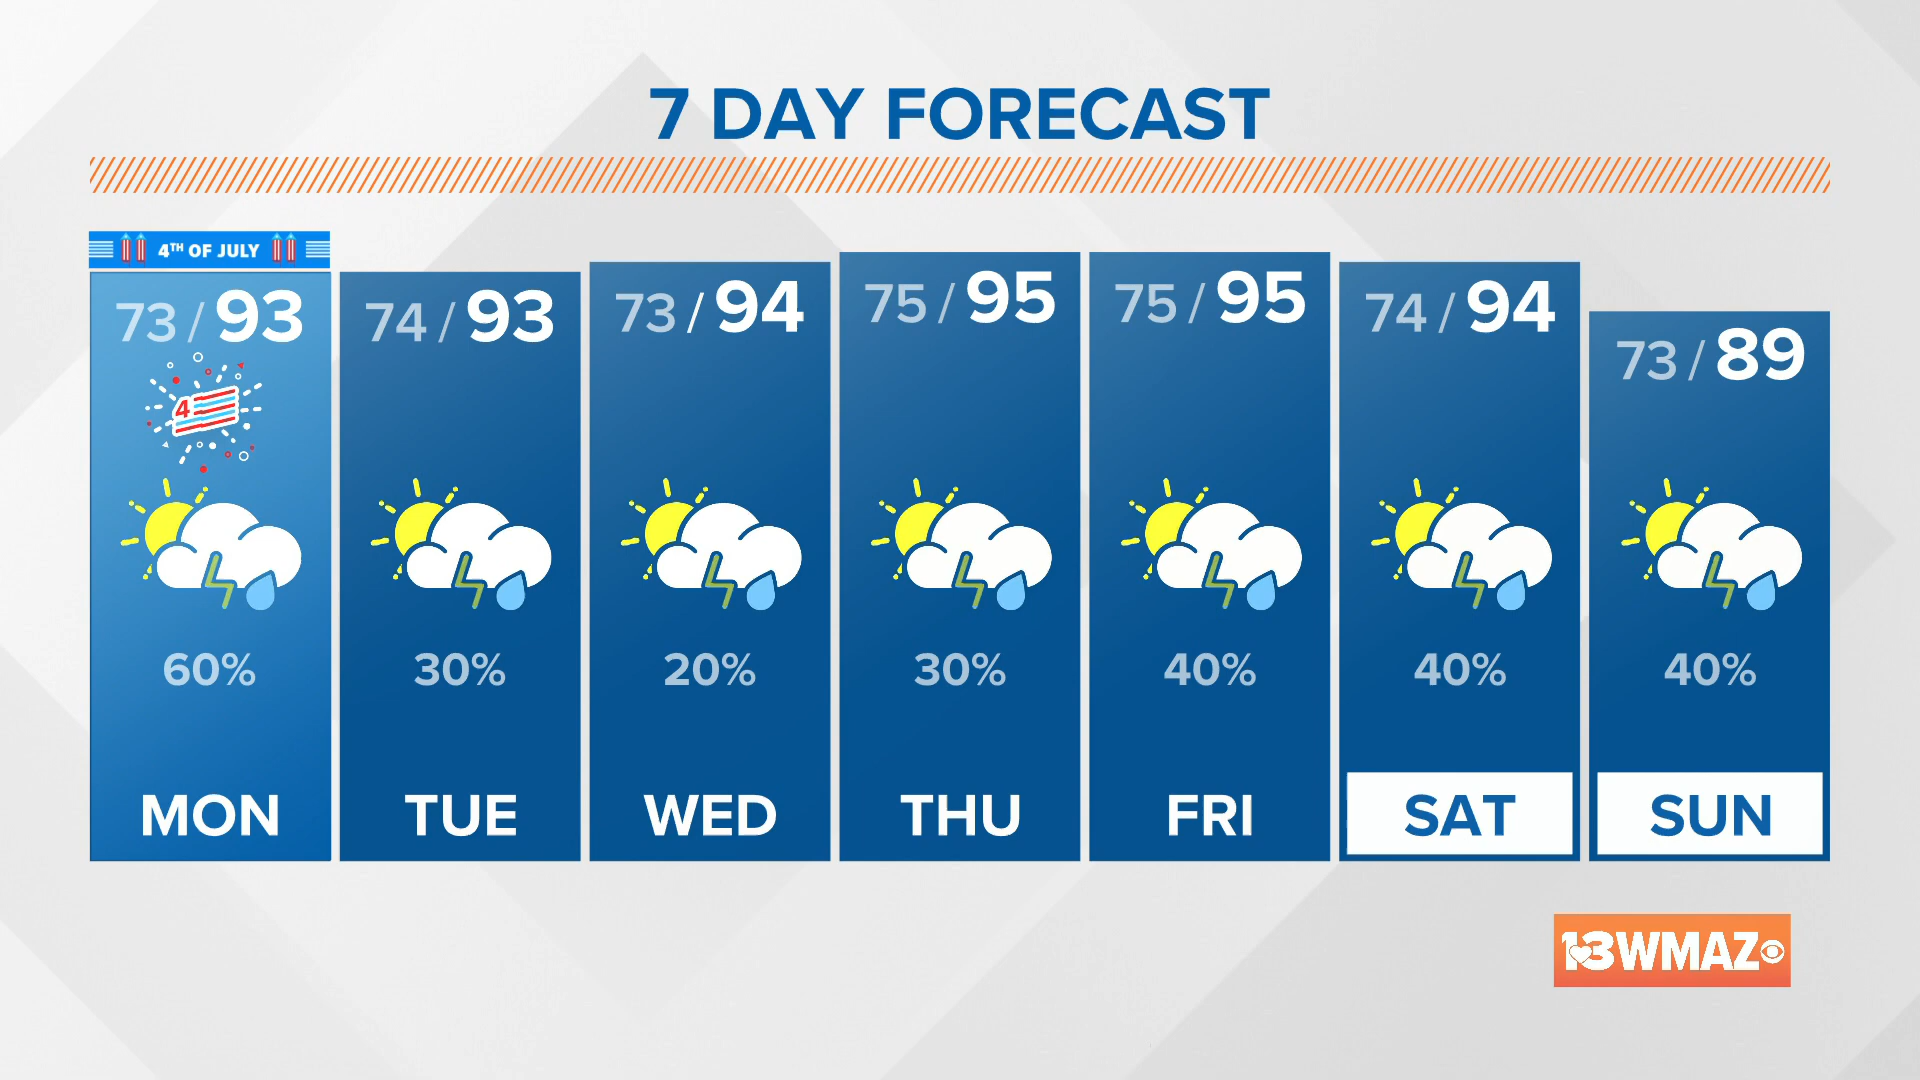 7 DAY FORECAST
4TH OF JULY
73 / 93
4
60%
MON
74 / 93
30%
TUE
73 / 94
20%
WED
75 / 95
30%
THU
75 / 95
40%
FRI
74 / 94
40%
SAT
73 / 89
40%
SUN
13WMAZ